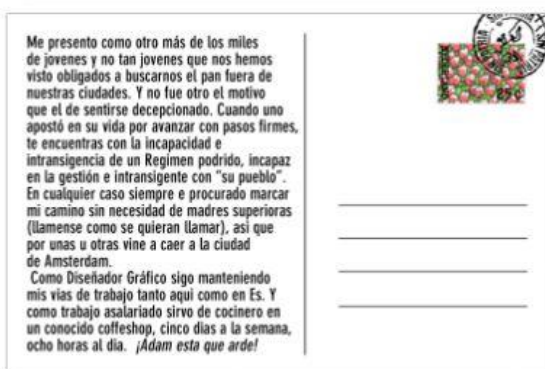 Me presento como otro más de los miles
de jovenes y no tan jovenes que nos hemos
visto obligados a buscarnos el pan fuera de
nuestras ciudades. Y no fue otro el motivo
que el de sentirse decepcionado. Cuando uno
apostó en su vida por avanzar con pasos firmes,
te encuentras con la incapacidad e
intransigencia de un Regimen podrido, incapaz
en la gestión e intransigente con "su pueblo".
En cualquier caso siempre e procurado marcar
mi camino sin necesidad de madres superioras
(llamense como se quieran llamar), asi que
por unas u otras vine a caer a la ciudad
de Amsterdam.
Como Diseñador Gráfico sigo manteniendo
mis vias de trabajo tanto aqui como en Es. Y
como trabajo asalariado sirvo de cocinero en
un conocido coffeshop, cinco dias a la semana,
ocho horas al dia. ¡Adam esta que arde!